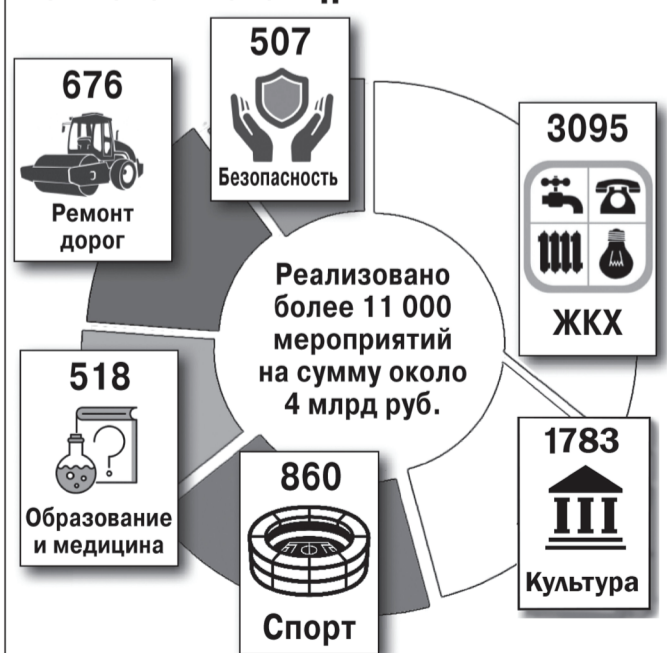 507
Безопасность
676
Ремонт
дорог
3095
ЖКХ
Реализовано
более 11 000
мероприятий
на сумму около
4 млрд руб.
518
Образование
и медицина
860
Спорт
1783
Культура